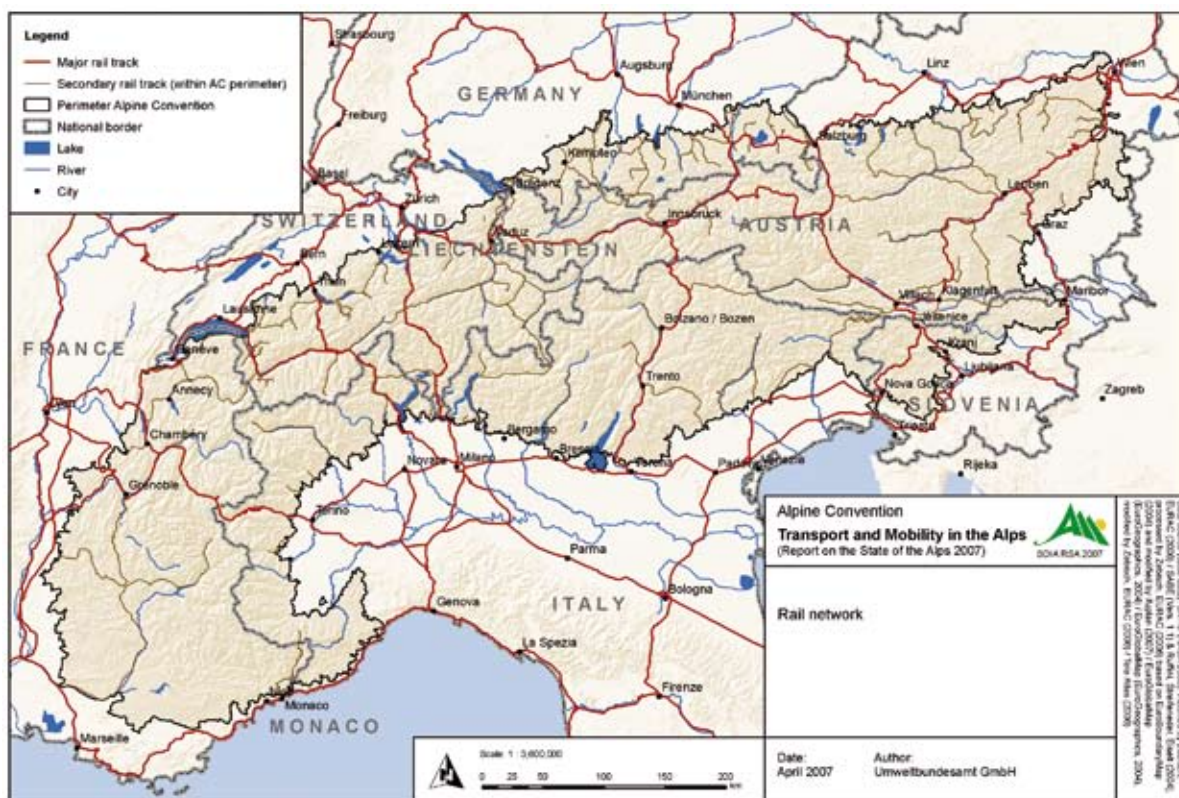 Legend
Major rail track
Secondary rail track (within AC perimeter)
Perimeter Alpine Convention
National border
Lake
River
City
Strasbourg
Augsburg
Linz
Wien
GERMANY
München
Freiburg
Salzburg
Kempten
Basel
Bregenz
Zürich
Leoben
SWITZERLAND
Innsbruck
AUSTRIA
Vaduz
Graz
LIECHTENSTEIN
Bern
Thun
Villach
Klagenfurt
Maribor
Lausanne
Jesenice
Bolzano / Bozen
Kranj
FRANCE
Genève
Ljubljana
Trento
Nova Gorica
Annecy
Zagreb
SLOVENIA
Chambéry
Bergamo
Trieste
Novara
Milano
Verona
Venezia
Rijeka
Grenoble
Torino
Parma
Genova
ITALY
Bologna
La Spezia
Firenze
Monaco
MONACO
Marseille
Alpine Convention
Transport and Mobility in the Alps
(Report on the State of the Alps 2007)
SOIA.RSA.2007
Rail network
Scale: 1 : 3,600,000
0 25 50 100 150 200
km
Date:
April 2007
Author:
Umweltbundesamt GmbH